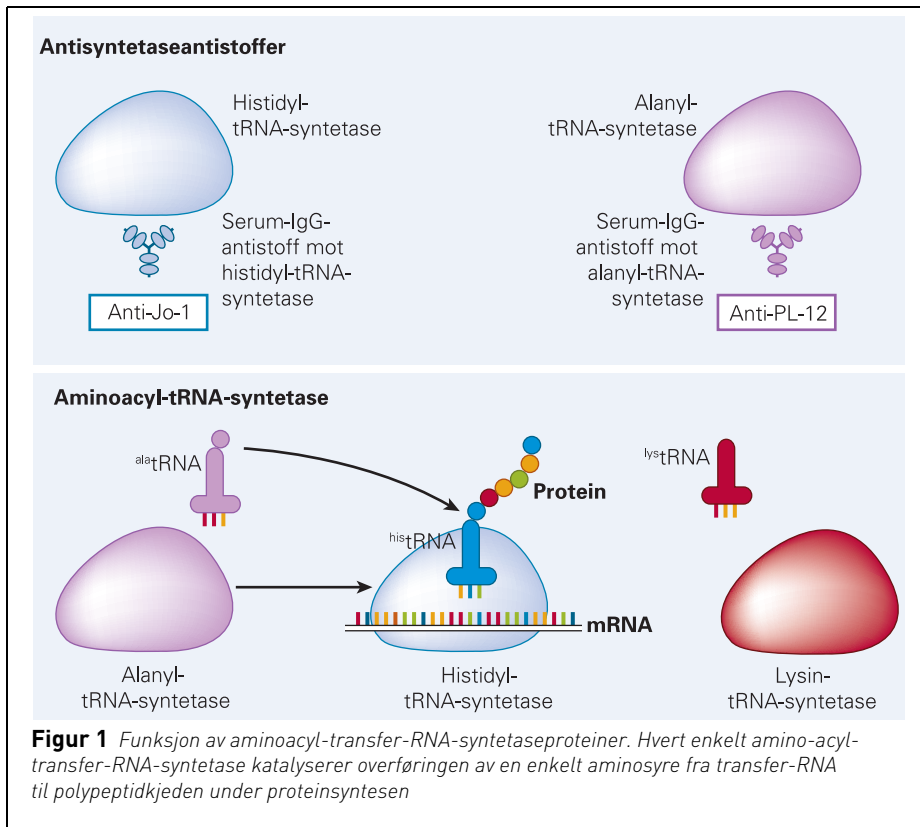 Antisyntetaseantistoffer
Histidyl-
tRNA-syntetase
Alanyl-
tRNA-syntetase
Serum-IgG-
antistoff mot
histidyl-tRNA-
syntetase
Serum-IgG-
antistoff mot
alanyl-tRNA-
syntetase
Anti-Jo-1
Anti-PL-12
Aminoacyl-tRNA-syntetase
alatRNA
lystRNA
Protein
histRNA
mRNA
Alanyl-
tRNA-syntetase
Histidyl-
tRNA-syntetase
Lysin-
tRNA-syntetase
Figur 1 Funksjon av aminoacyl-transfer-RNA-syntetaseproteiner. Hvert enkelt amino-acyl-
transfer-RNA-syntetase katalyserer overføringen av en enkelt aminosyre fra transfer-RNA
til polypeptidkjeden under proteinsyntesen